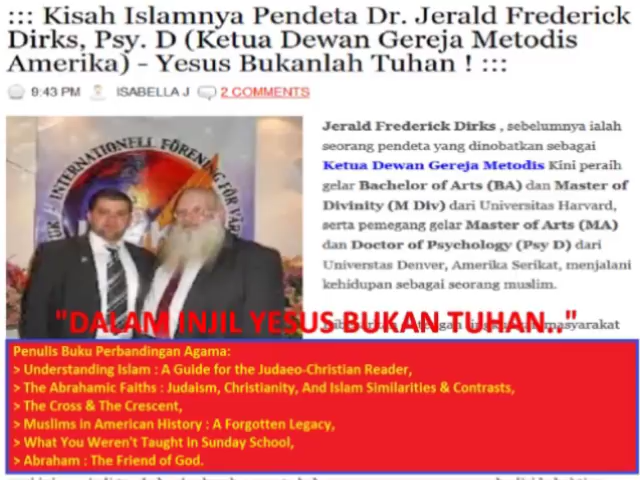 ::: Kisah Islamnya Pendeta Dr. Jerald Frederick
Dirks, Psy. D (Ketua Dewan Gereja Metodis
Amerika) - Yesus Bukanlah Tuhan ! :::
9:43 PM ISABELLA J 2 COMMENTS
INTERNATIONELL FÖRENING FÖR
Jerald Frederick Dirks , sebelumnya ialah
seorang pendeta yang dinobatkan sebagai
Ketua Dewan Gereja Metodis Kini peraih
gelar Bachelor of Arts (BA) dan Master of
Divinity (M Div) dari Universitas Harvard,
serta pemegang gelar Master of Arts (MA)
dan Doctor of Psychology (Psy D) dari
Universtas Denver, Amerika Serikat, menjalani
kehidupan sebagai seorang muslim.
masyarakat
"DALAM INJIL YESUS BUKAN TUHAN.."
Penulis Buku Perbandingan Agama:
> Understanding Islam : A Guide for the Judaeo-Christian Reader,
> The Abrahamic Faiths : Judaism, Christianity, And Islam Similarities & Contrasts,
> The Cross & The Crescent,
> Muslims in American History : A Forgotten Legacy,
> What You Weren't Taught in Sunday School,
> Abraham : The Friend of God.